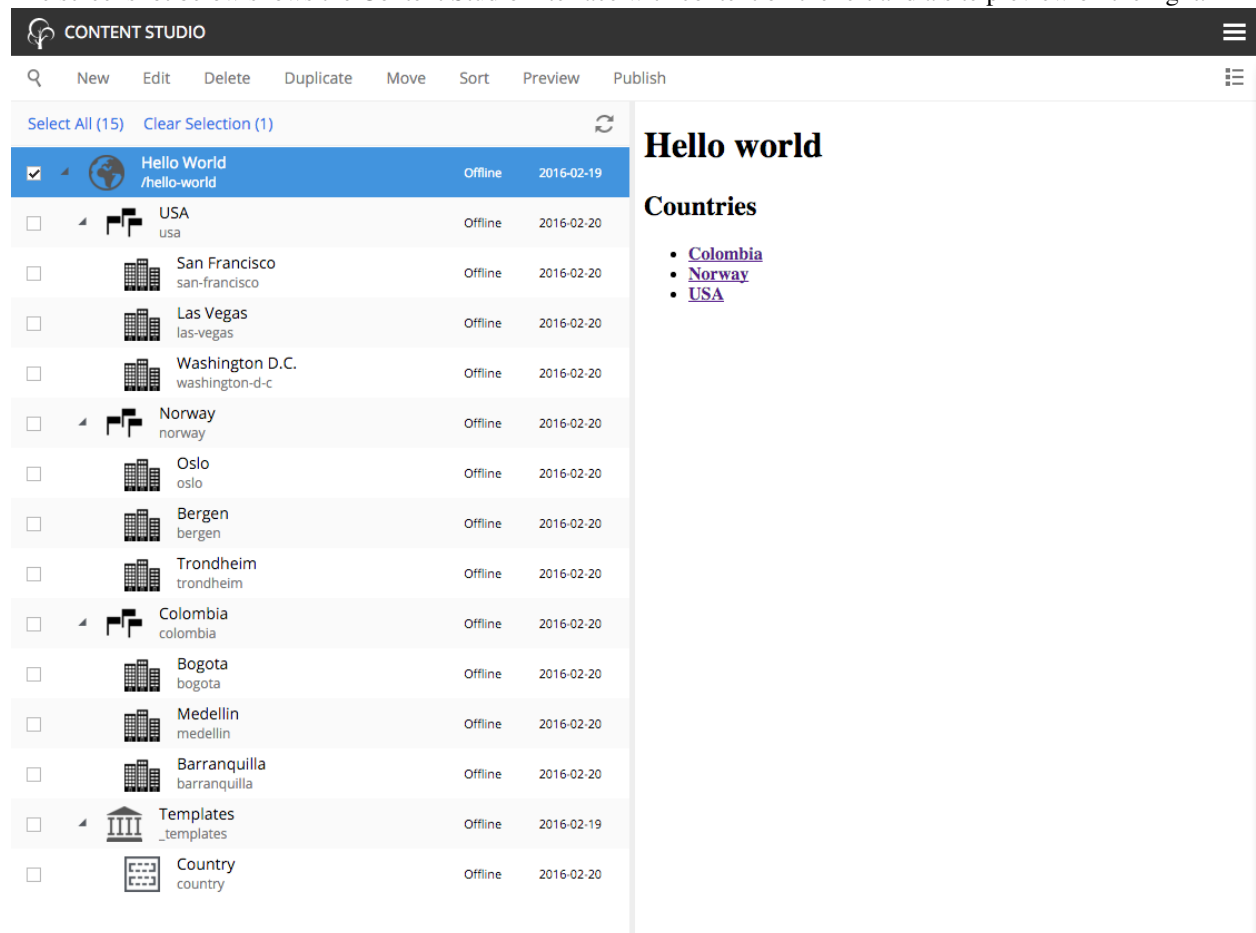 CONTENT STUDIO
New Edit Delete Duplicate Move Sort Preview Publish
Select All (15) Clear Selection (1)
Hello World
/hello-world
Offline 2016-02-19
USA
usa
Offline 2016-02-20
San Francisco
san-francisco
Offline 2016-02-20
Las Vegas
las-vegas
Offline 2016-02-20
Washington D.C.
washington-d-c
Offline 2016-02-20
Norway
norway
Offline 2016-02-20
Oslo
oslo
Offline 2016-02-20
Bergen
bergen
Offline 2016-02-20
Trondheim
trondheim
Offline 2016-02-20
Colombia
colombia
Offline 2016-02-20
Bogota
bogota
Offline 2016-02-20
Medellin
medellin
Offline 2016-02-20
Barranquilla
barranquilla
Offline 2016-02-20
Templates
_templates
Offline 2016-02-19
Country
country
Offline 2016-02-20
Hello world
Countries
Colombia
Norway
USA